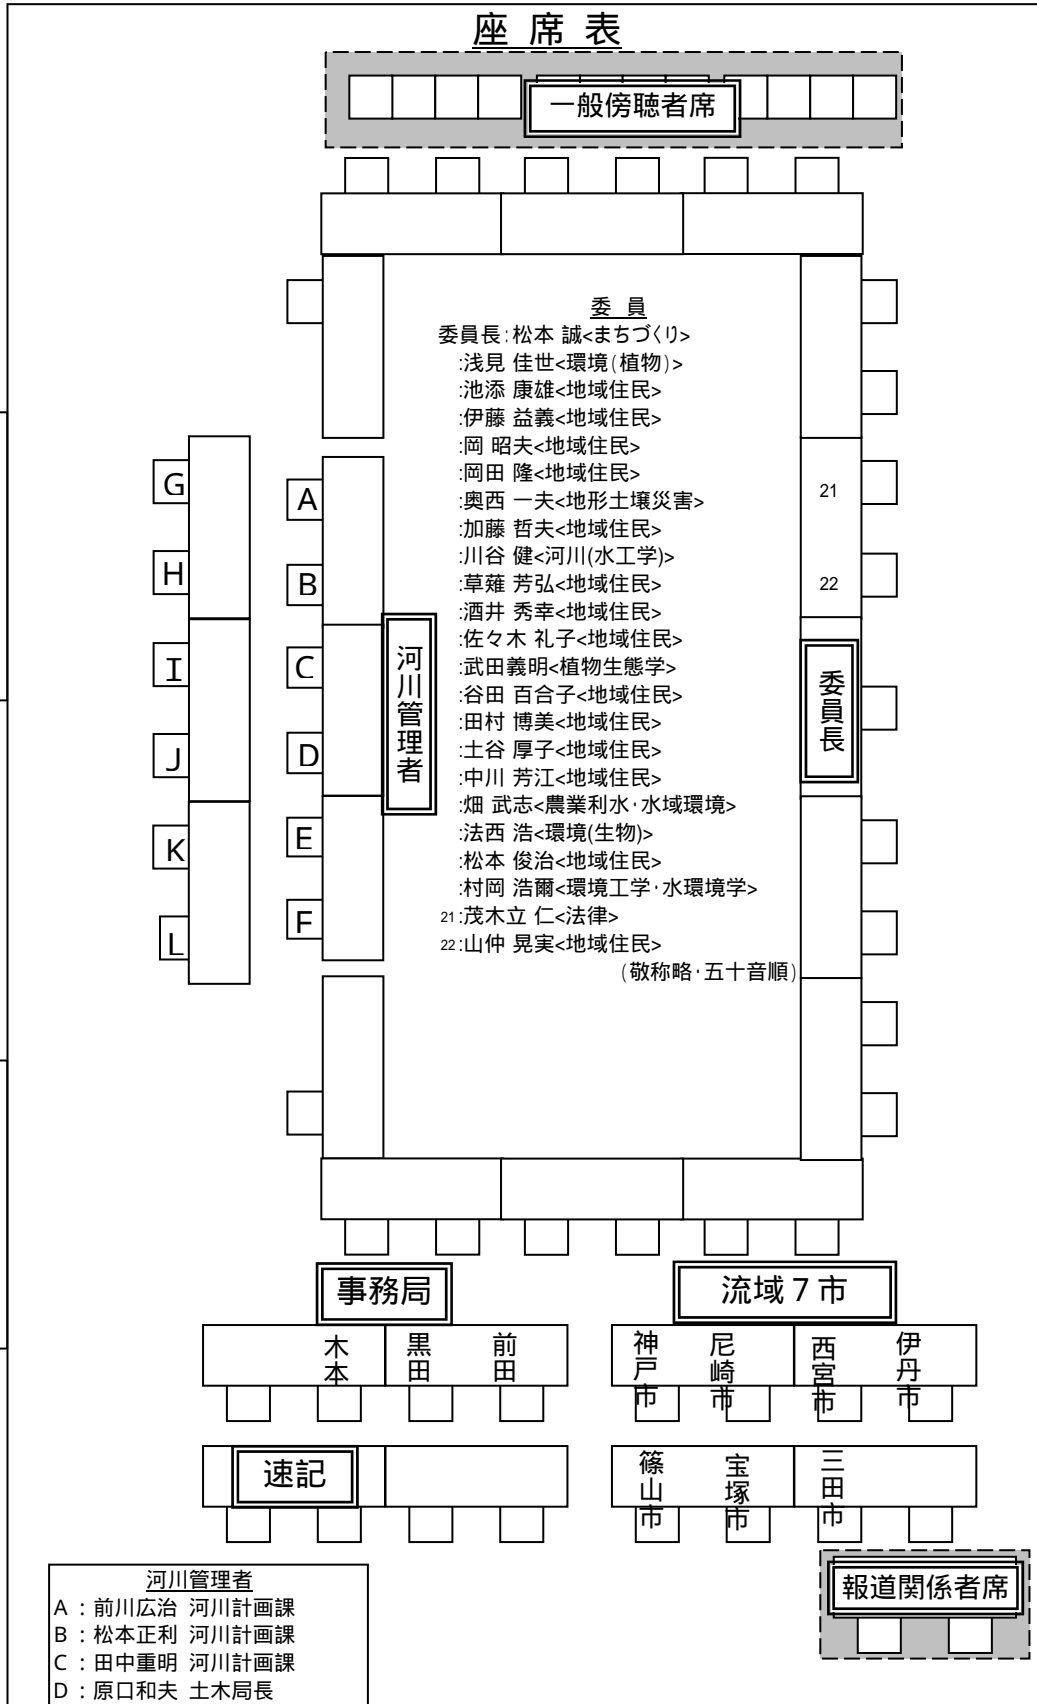 座 席 表
一般傍聴者席
委 員
委員長:松本 誠<まちづくり>
:浅見 佳世<環境(植物)>
:池添 康雄<地域住民>
:伊藤 益義<地域住民>
:岡 昭夫<地域住民>
:岡田 隆<地域住民>
:奥西 一夫<地形土壌災害>
:加藤 哲夫<地域住民>
:川谷 健<河川(水工学)>
:草薙 芳弘<地域住民>
:酒井 秀幸<地域住民>
:佐々木 礼子<地域住民>
:武田義明<植物生態学>
:谷田 百合子<地域住民>
:田村 博美<地域住民>
:土谷 厚子<地域住民>
:中川 芳江<地域住民>
:畑 武志<農業利水・水域環境>
:法西 浩<環境(生物)>
:松本 俊治<地域住民>
:村岡 浩爾<環境工学・水環境学>
21:茂木立 仁<法律>
22:山仲 晃実<地域住民>
(敬称略・五十音順)
G
H
I
J
K
L
A
B
C
D
E
F
河川管理者
21
22
委員長
事務局
木本
黒田
前田
流域7市
神戸市
尼崎市
西宮市
伊丹市
速記
篠山市
宝塚市
三田市
報道関係者席
河川管理者
A : 前川広治 河川計画課
B : 松本正利 河川計画課
C : 田中重明 河川計画課
D : 原口和夫 土木局長